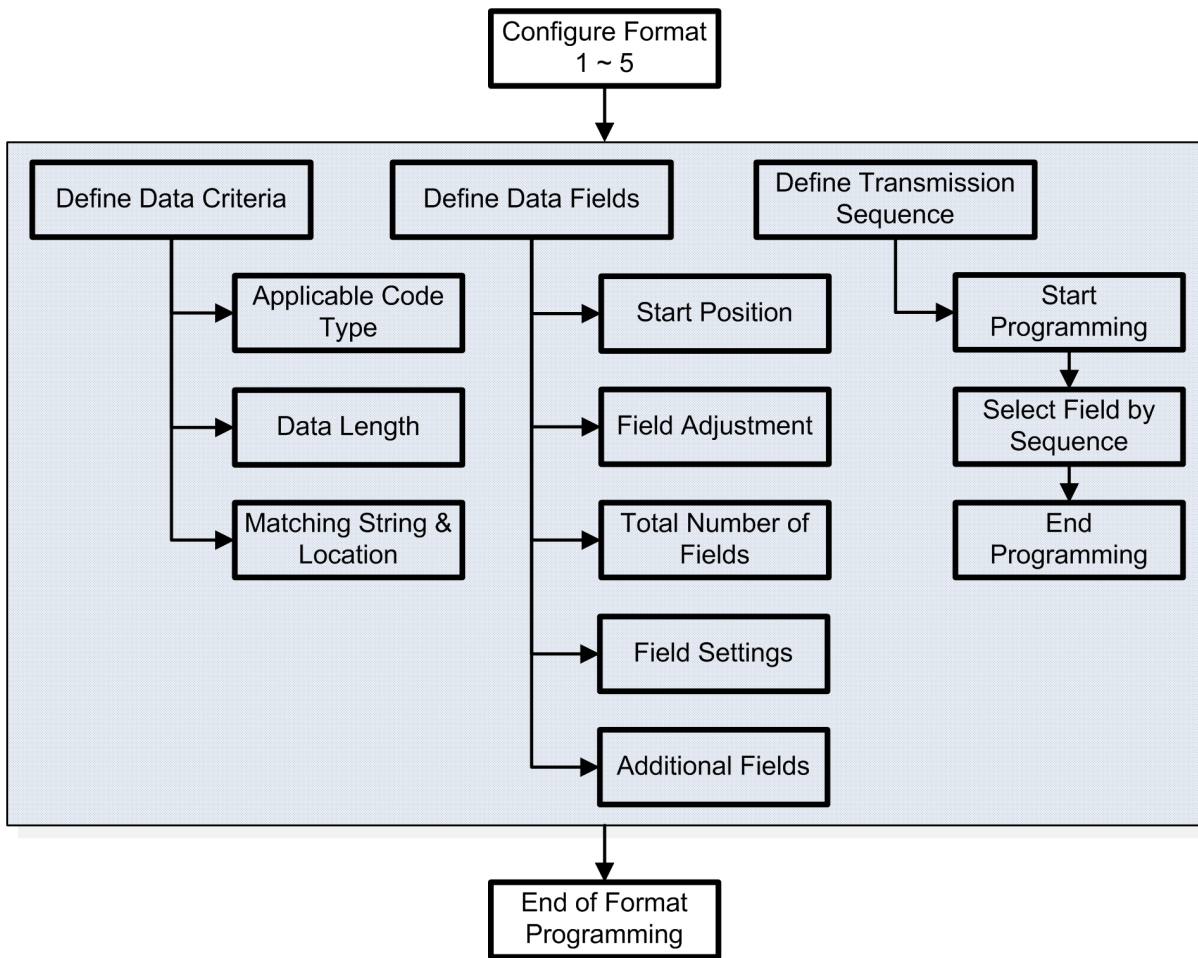 Configure Format
1 ~ 5
Define Data Criteria
Applicable Code
Type
Data Length
Matching String &
Location
Define Data Fields
Start Position
Field Adjustment
Total Number of
Fields
Field Settings
Additional Fields
Define Transmission
Sequence
Start
Programming
Select Field by
Sequence
End
Programming
End of Format
Programming